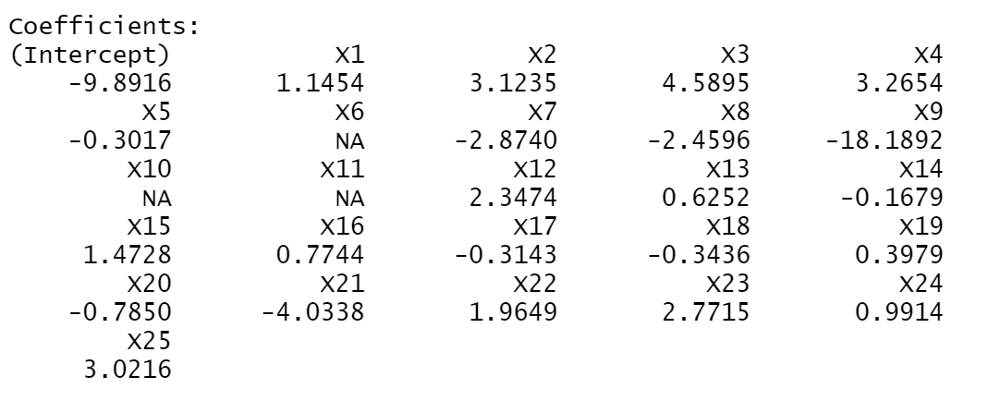 Coefficients:
(Intercept) X1 X2 X3 X4
-9.8916 1.1454 3.1235 4.5895 3.2654
X5 X6 X7 X8 X9
-0.3017 NA -2.8740 -2.4596 -18.1892
X10 X11 X12 X13 X14
NA NA 2.3474 0.6252 -0.1679
X15 X16 X17 X18 X19
1.4728 0.7744 -0.3143 -0.3436 0.3979
X20 X21 X22 X23 X24
-0.7850 -4.0338 1.9649 2.7715 0.9914
X25
3.0216